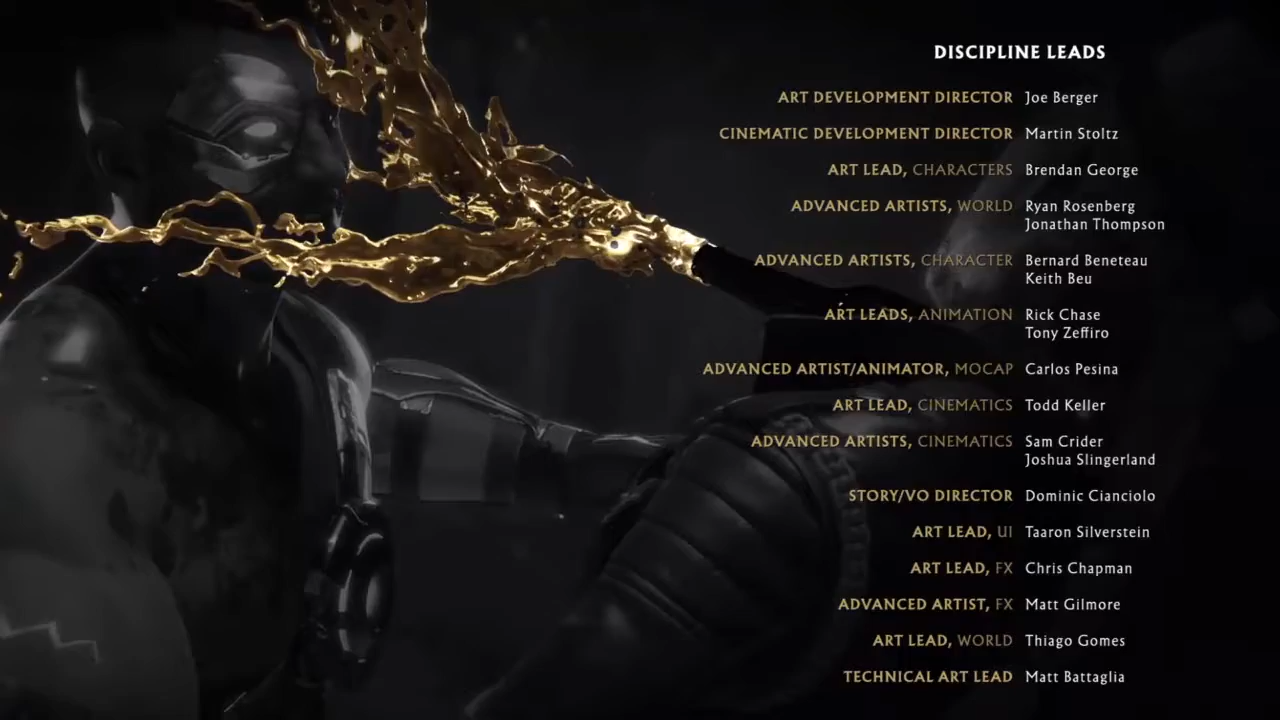 DISCIPLINE LEADS
ART DEVELOPMENT DIRECTOR Joe Berger
CINEMATIC DEVELOPMENT DIRECTOR Martin Stoltz
ART LEAD, CHARACTERS Brendan George
ADVANCED ARTISTS, WORLD Ryan Rosenberg
Jonathan Thompson
ADVANCED ARTISTS, CHARACTER Bernard Beneteau
Keith Beu
ART LEADS, ANIMATION Rick Chase
Tony Zeffiro
ADVANCED ARTIST/ANIMATOR, MOCAP Carlos Pesina
ART LEAD, CINEMATICS Todd Keller
ADVANCED ARTISTS, CINEMATICS Sam Crider
Joshua Slingerland
STORY/VO DIRECTOR Dominic Cianciolo
ART LEAD, UI Taaron Silverstein
ART LEAD, FX Chris Chapman
ADVANCED ARTIST, FX Matt Gilmore
ART LEAD, WORLD Thiago Gomes
TECHNICAL ART LEAD Matt Battaglia